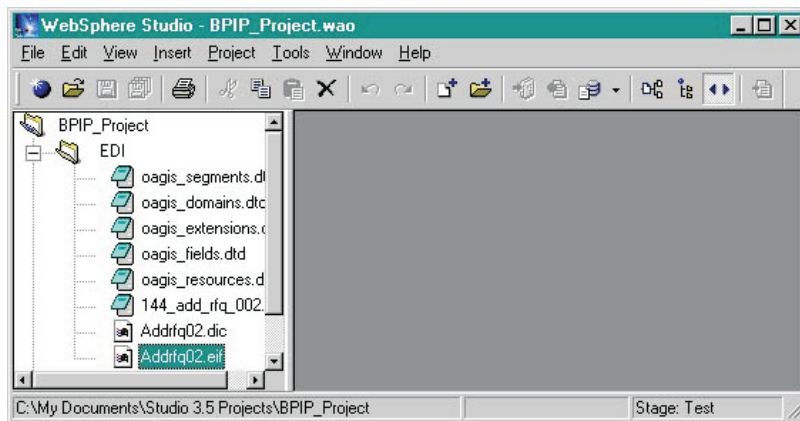 WebSphere Studio - BPIP_Project.wao
File Edit View Insert Project Tools Window Help
BPIP_Project
EDI
oagis_segments.dt
oagis_domains.dtd
oagis_extensions.d
oagis_fields.dtd
oagis_resources.d
144_add_rfq_002.
Addrfq02.dic
Addrfq02.eif
C:\My Documents\Studio 3.5 Projects\BPIP_Project
Stage: Test